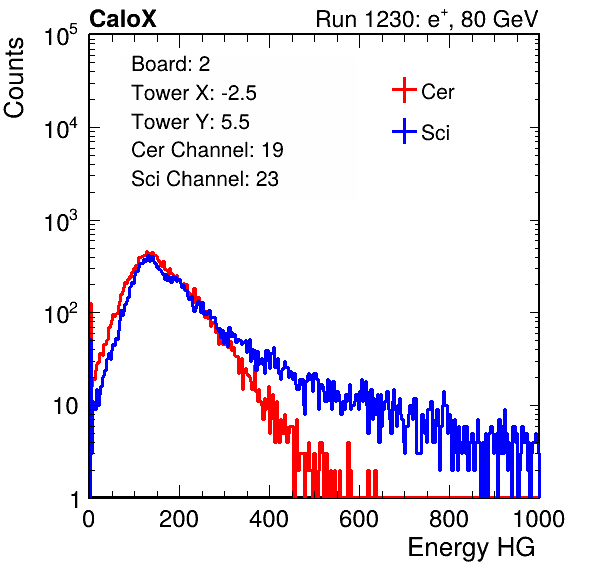 CaloX Run 1230: e⁺, 80 GeV
Counts
10⁵
10⁴
10³
10²
10
1
Board: 2
Tower X: -2.5
Tower Y: 5.5
Cer Channel: 19
Sci Channel: 23
Cer
Sci
0 200 400 600 800 1000
Energy HG